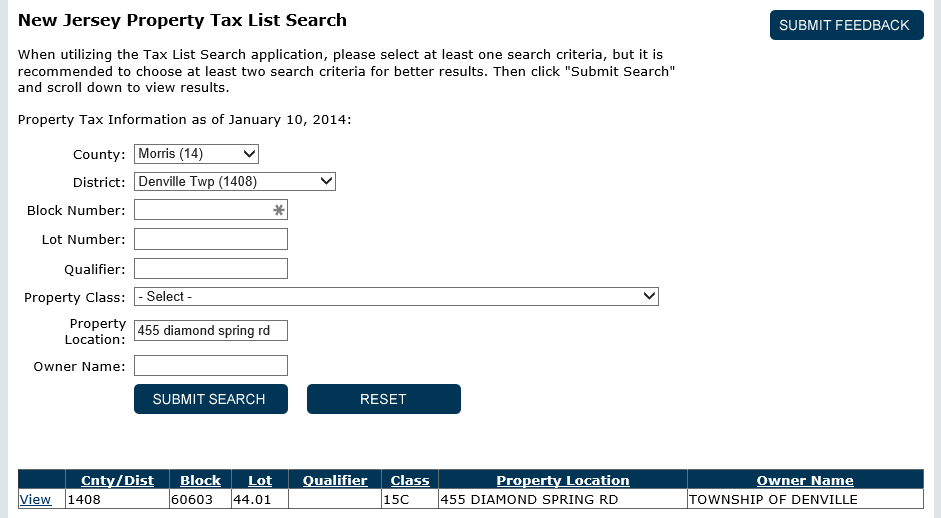 New Jersey Property Tax List Search
SUBMIT FEEDBACK
When utilizing the Tax List Search application, please select at least one search criteria, but it is
recommended to choose at least two search criteria for better results. Then click "Submit Search"
and scroll down to view results.
Property Tax Information as of January 10, 2014:
County: Morris (14)
District: Denville Twp (1408)
Block Number:
Lot Number:
Qualifier:
Property Class: - Select -
Property
Location: 455 diamond spring rd
Owner Name:
SUBMIT SEARCH RESET
Cnty/Dist Block Lot Qualifier Class Property Location Owner Name
View 1408 60603 44.01 15C 455 DIAMOND SPRING RD TOWNSHIP OF DENVILLE